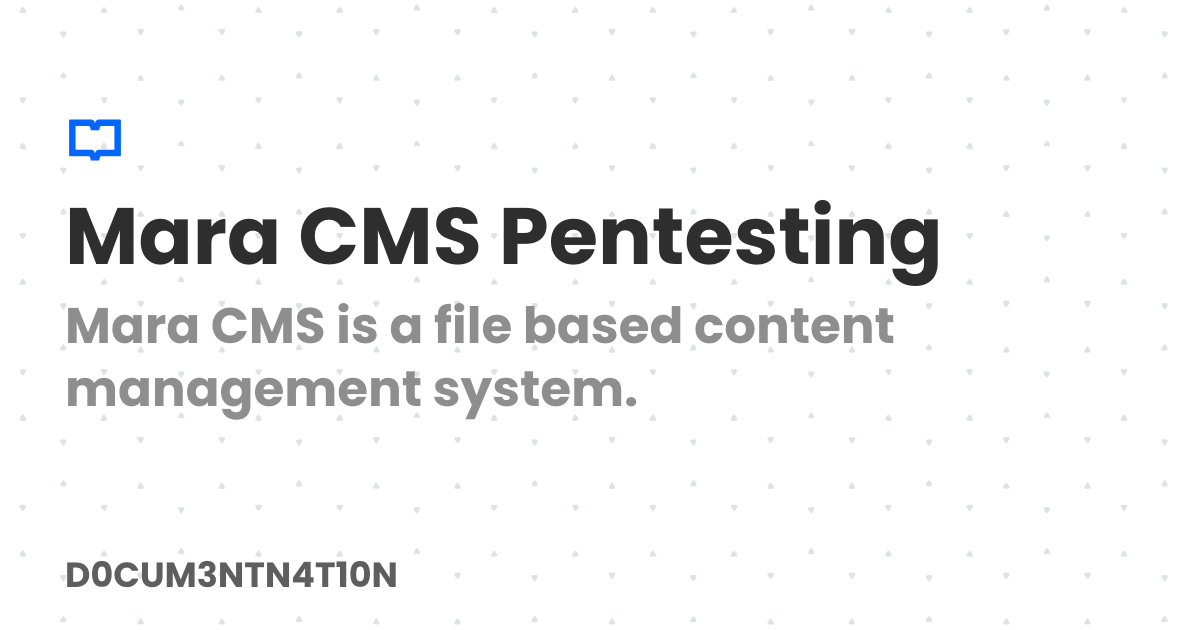 Mara CMS Pentesting
Mara CMS is a file based content
management system.
D0CUM3NTN4T10N